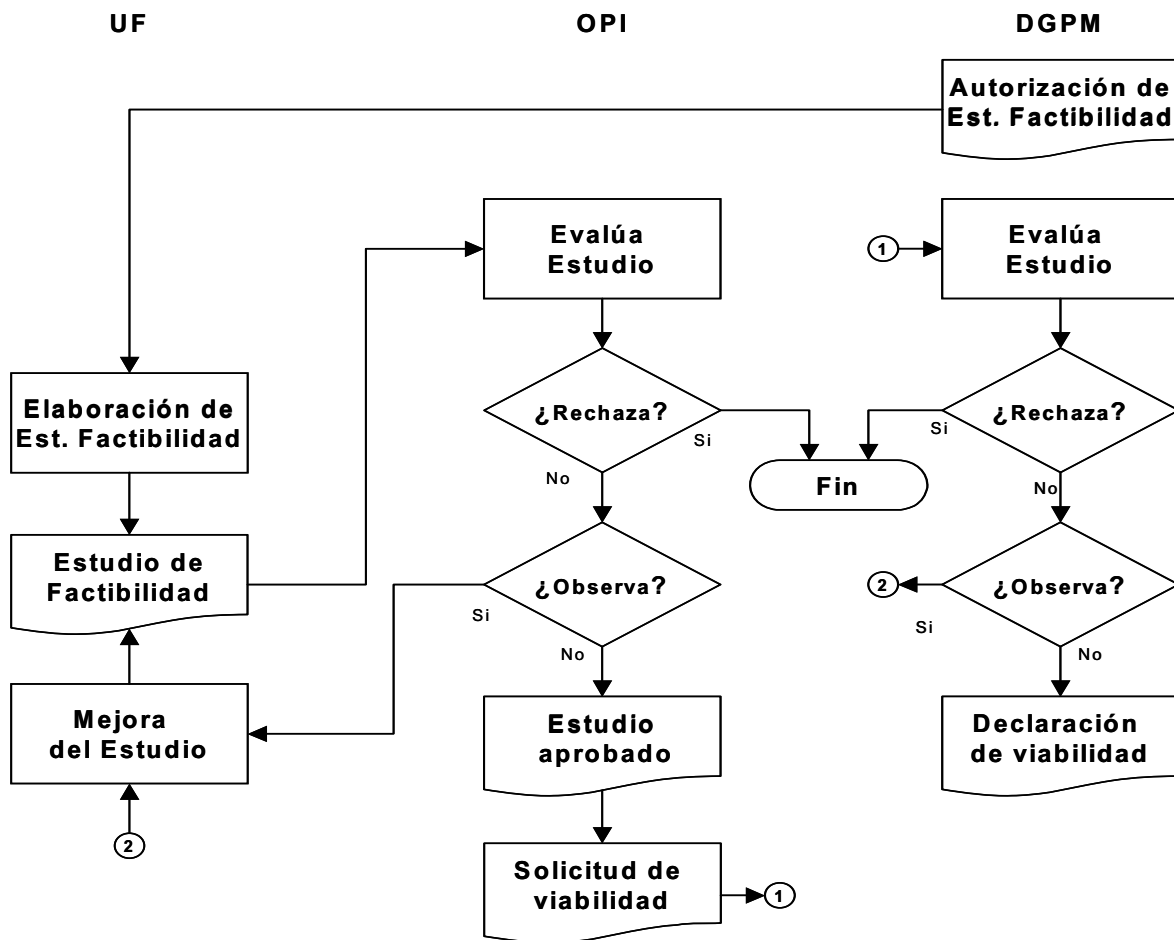 UF
OPI
DGPM
Autorización de
Est. Factibilidad
Evalúa
Estudio
1
Evalúa
Estudio
Elaboración de
Est. Factibilidad
¿Rechaza?
Si
No
¿Rechaza?
Si
No
Fin
Estudio de
Factibilidad
¿Observa?
Si
No
2
¿Observa?
Si
No
Mejora
del Estudio
2
Estudio
aprobado
Declaración
de viabilidad
Solicitud de
viabilidad
1